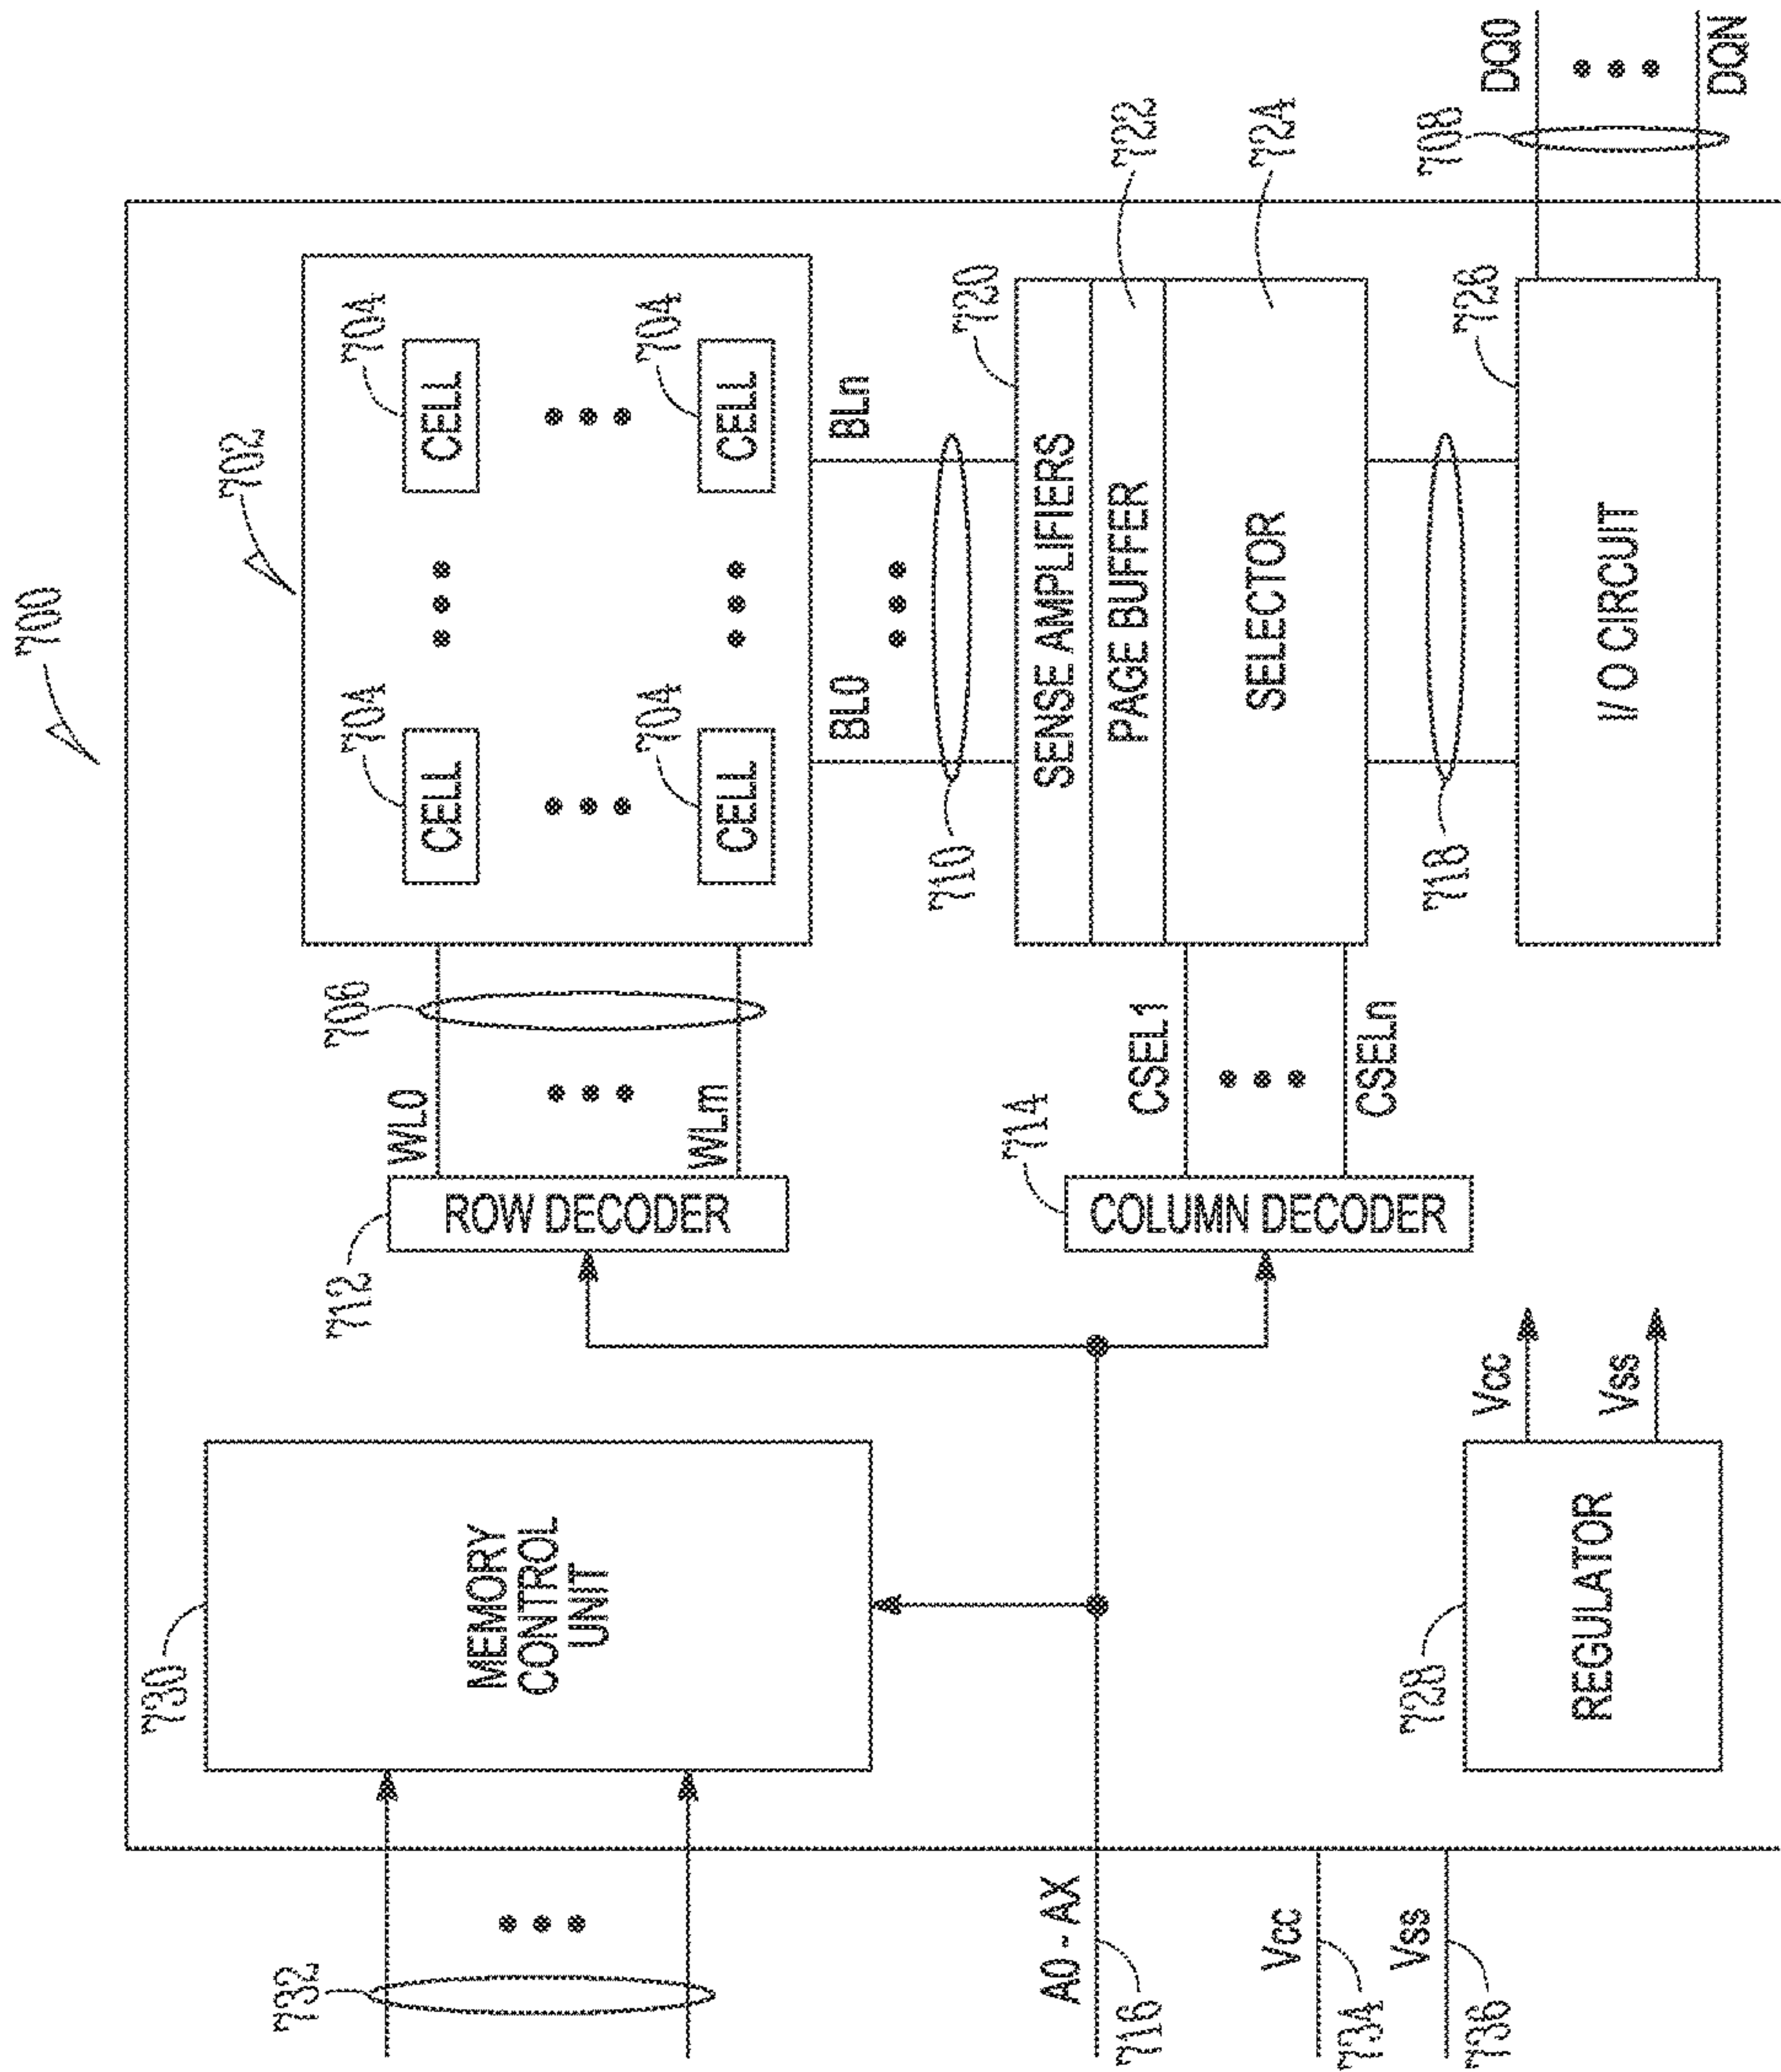 700
702
704
CELL
704
CELL
704
CELL
704
CELL
706
WL0
WLm
712
ROW DECODER
730
MEMORY
CONTROL
UNIT
732
BL0
BLn
710
720
SENSE AMPLIFIERS
PAGE BUFFER
722
SELECTOR
724
CSEL1
CSELn
714
COLUMN DECODER
A0 - AX
716
Vcc
734
Vss
736
728
REGULATOR
Vcc
Vss
718
726
I/O CIRCUIT
708
DQ0
DQN